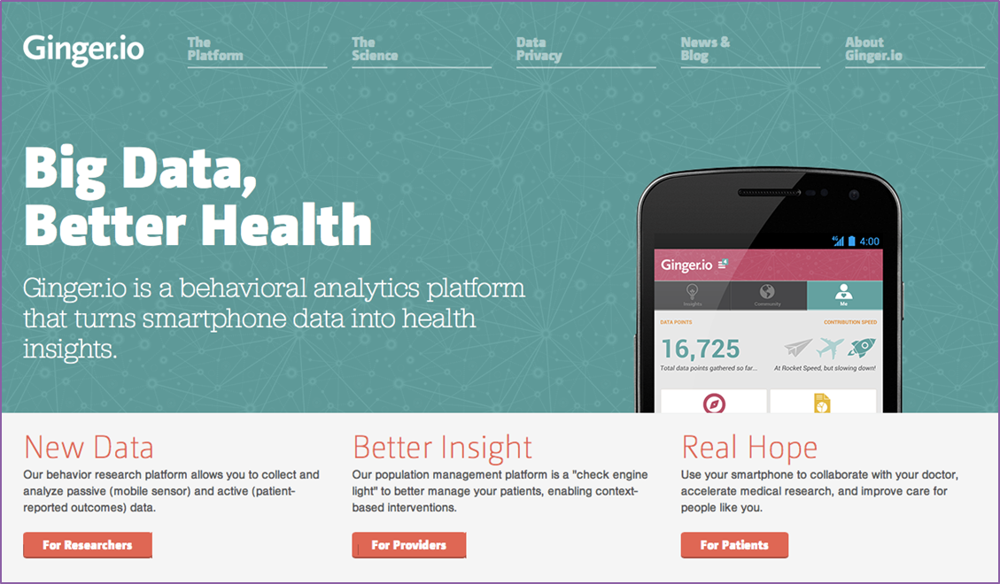 Ginger.io
The
Platform
The
Science
Data
Privacy
News &
Blog
About
Ginger.io
Big Data,
Better Health
Ginger.io is a behavioral analytics platform
that turns smartphone data into health
insights.
4G 4:00
Ginger.io
Insights
Community
Me
DATA POINTS
CONTRIBUTION SPEED
16,725
Total data points gathered so far...
At Rocket Speed, but slowing down!
New Data
Our behavior research platform allows you to collect and
analyze passive (mobile sensor) and active (patient-
reported outcomes) data.
For Researchers
Better Insight
Our population management platform is a "check engine
light" to better manage your patients, enabling context-
based interventions.
For Providers
Real Hope
Use your smartphone to collaborate with your doctor,
accelerate medical research, and improve care for
people like you.
For Patients